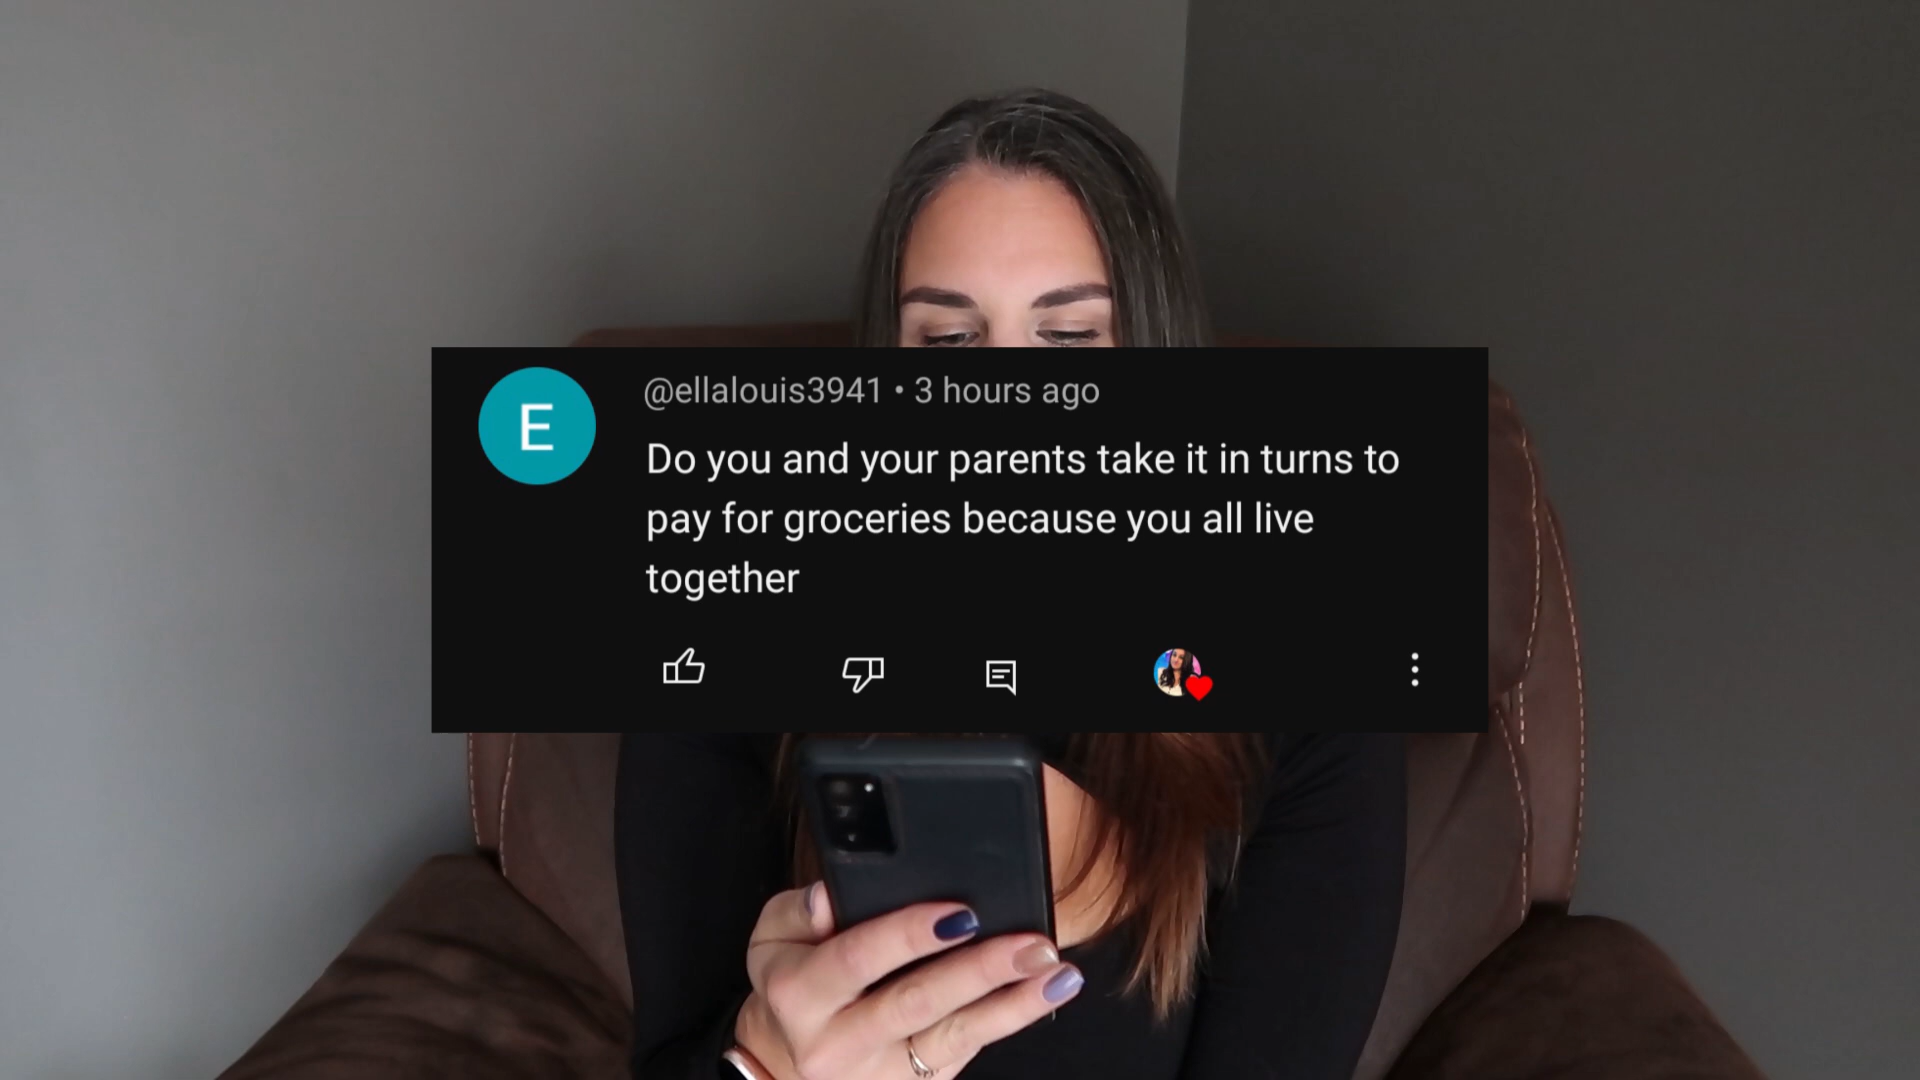 E
@ellalouis3941 • 3 hours ago
Do you and your parents take it in turns to
pay for groceries because you all live
together